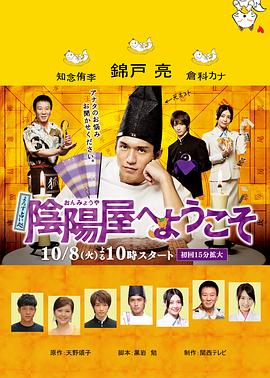 知念侑李
錦戸 亮
倉科カナ
アナタのお悩み
お聞かせください。
おんみょうや
陰陽屋へようこそ
10/8(火)よる10時スタート
初回15分拡大
原作:天野頌子
脚本:黒岩 勉
制作:関西テレビ